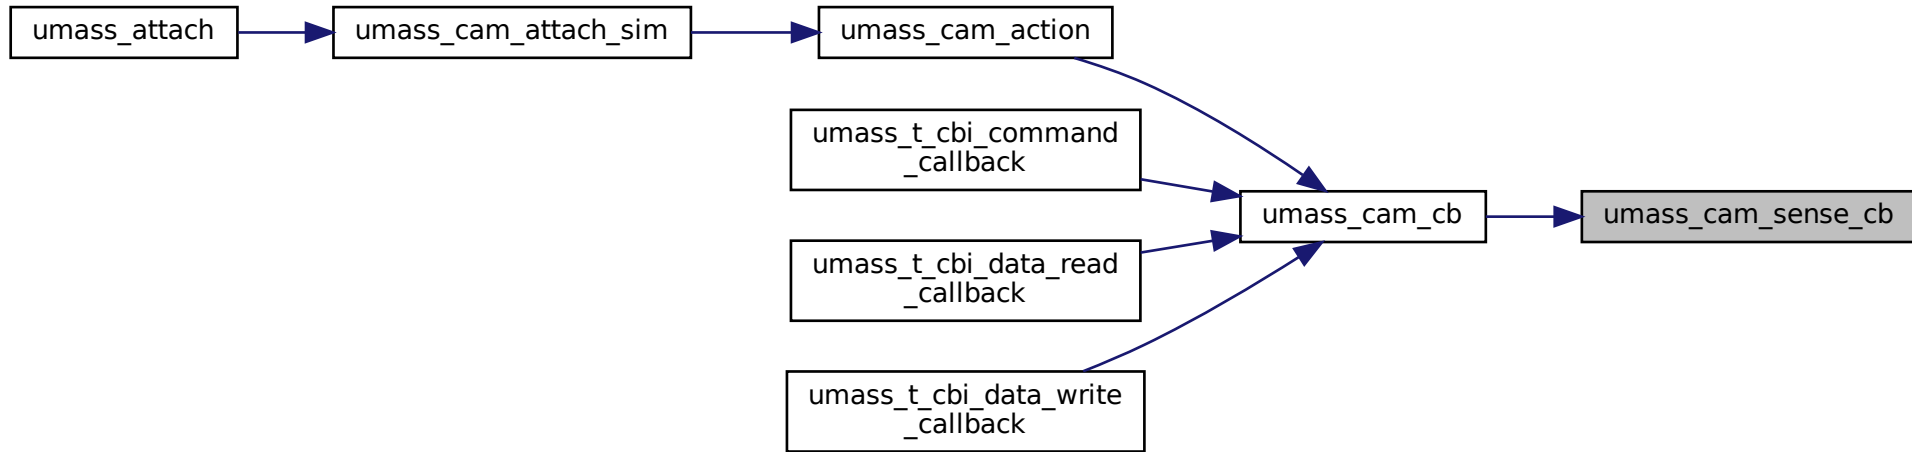 umass_attach
umass_cam_attach_sim
umass_cam_action
umass_t_cbi_command
_callback
umass_t_cbi_data_read
_callback
umass_t_cbi_data_write
_callback
umass_cam_cb
umass_cam_sense_cb